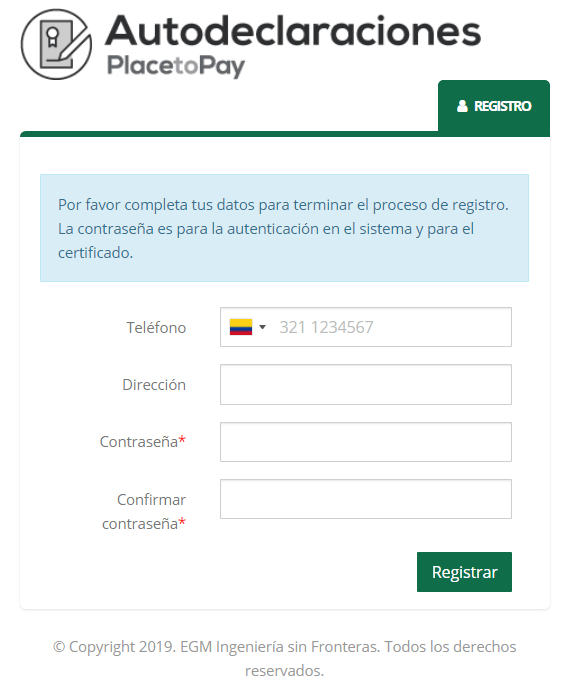 Autodeclaraciones
PlacetoPay
REGISTRO
Por favor completa tus datos para terminar el proceso de registro.
La contraseña es para la autenticación en el sistema y para el
certificado.
Teléfono
321 1234567
Dirección
Contraseña*
Confirmar
contraseña*
Registrar
© Copyright 2019. EGM Ingeniería sin Fronteras. Todos los derechos
reservados.